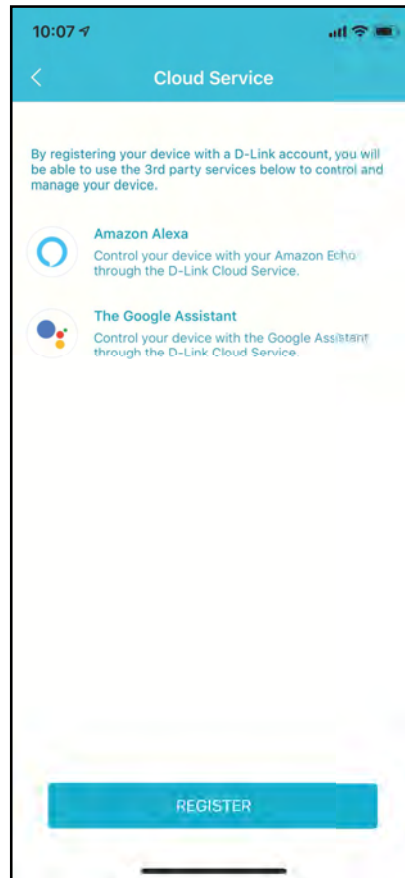 10:07
Cloud Service
By registering your device with a D-Link account, you will
be able to use the 3rd party services below to control and
manage your device.
Amazon Alexa
Control your device with your Amazon Echo
through the D-Link Cloud Service.
The Google Assistant
Control your device with the Google Assistant
through the D-Link Cloud Service.
REGISTER